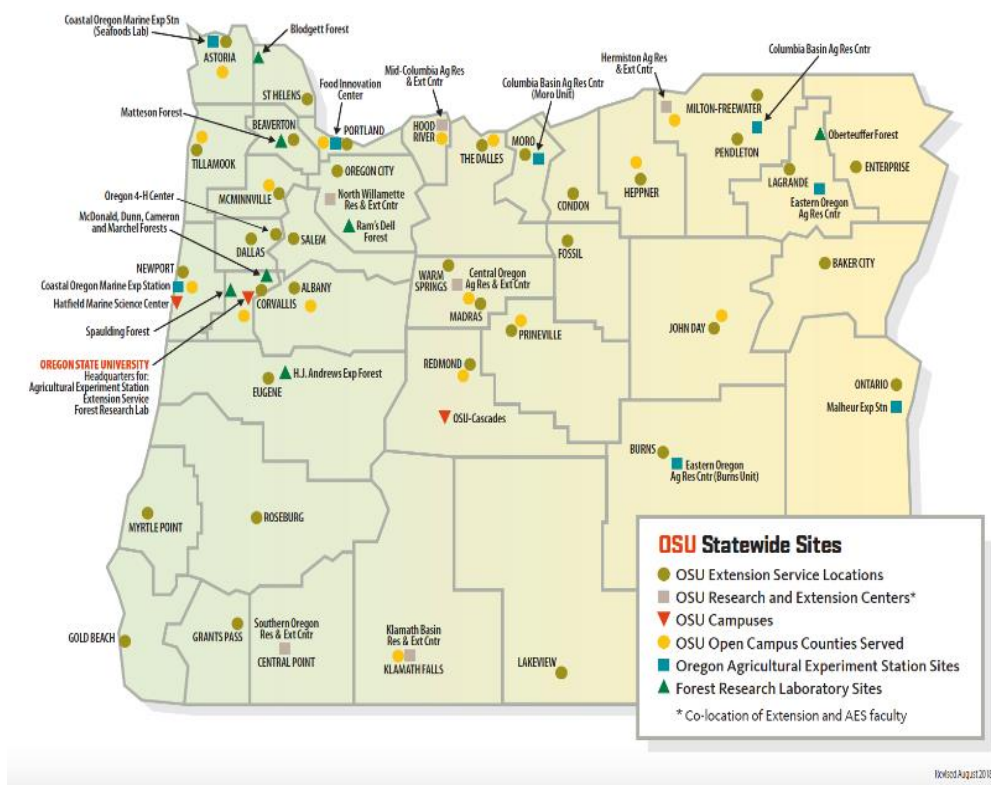 Coastal Oregon Marine Exp Stn
(Seafoods Lab)
Blodgett Forest
ASTORIA
ST HELENS
Food Innovation
Center
Mid-Columbia Ag Res
& Ext Cntr
Columbia Basin Ag Res Cntr
(Moro Unit)
Hermiston Ag Res
& Ext Cntr
Columbia Basin Ag Res Cntr
Matteson Forest
BEAVERTON
PORTLAND
HOOD
RIVER
THE DALLES
MORO
MILTON-FREEWATER
PENDLETON
Oberteuffer Forest
TILLAMOOK
OREGON CITY
HEPPNER
LAGRANDE
ENTERPRISE
Oregon 4-H Center
MCMINNVILLE
North Willamette
Res & Ext Cntr
CONDON
Eastern Oregon
Ag Res Cntr
McDonald, Dunn, Cameron
and Marchel Forests
DALLAS
SALEM
Ram's Dell
Forest
FOSSIL
BAKER CITY
NEWPORT
Coastal Oregon Marine Exp Station
Hatfield Marine Science Center
CORVALLIS
ALBANY
WARM
SPRINGS
Central Oregon
Ag Res & Ext Cntr
MADRAS
PRINEVILLE
JOHN DAY
Spaulding Forest
OREGON STATE UNIVERSITY
Headquarters for:
Agricultural Experiment Station
Extension Service
Forest Research Lab
EUGENE
H.J. Andrews Exp Forest
REDMOND
OSU-Cascades
ONTARIO
Malheur Exp Stn
BURNS
Eastern Oregon
Ag Res Cntr (Burns Unit)
MYRTLE POINT
ROSEBURG
GOLD BEACH
GRANTS PASS
Southern Oregon
Res & Ext Cntr
CENTRAL POINT
Klamath Basin
Res & Ext Cntr
KLAMATH FALLS
LAKEVIEW
OSU Statewide Sites
OSU Extension Service Locations
OSU Research and Extension Centers*
OSU Campuses
OSU Open Campus Counties Served
Oregon Agricultural Experiment Station Sites
Forest Research Laboratory Sites
* Co-location of Extension and AES faculty
Revised August 2018